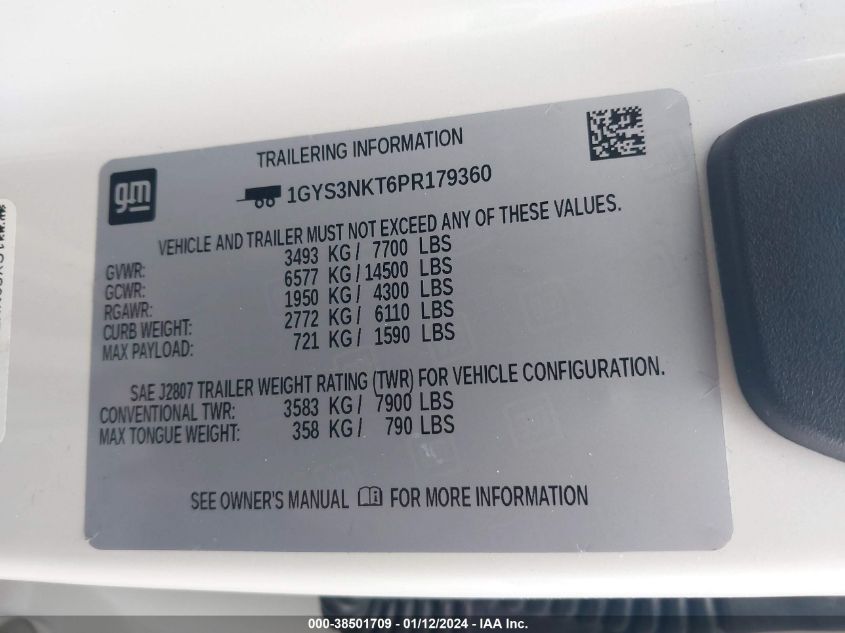 TRAILERING INFORMATION
gm
1GYS3NKT6PR179360
VEHICLE AND TRAILER MUST NOT EXCEED ANY OF THESE VALUES.
GVWR: 3493 KG/ 7700 LBS
GCWR: 6577 KG/14500 LBS
RGAWR: 1950 KG/ 4300 LBS
CURB WEIGHT: 2772 KG/ 6110 LBS
MAX PAYLOAD: 721 KG/ 1590 LBS
SAE J2807 TRAILER WEIGHT RATING (TWR) FOR VEHICLE CONFIGURATION.
CONVENTIONAL TWR: 3583 KG/ 7900 LBS
MAX TONGUE WEIGHT: 358 KG/ 790 LBS
SEE OWNER'S MANUAL FOR MORE INFORMATION
000-38501709 - 01/12/2024 - IAA Inc.